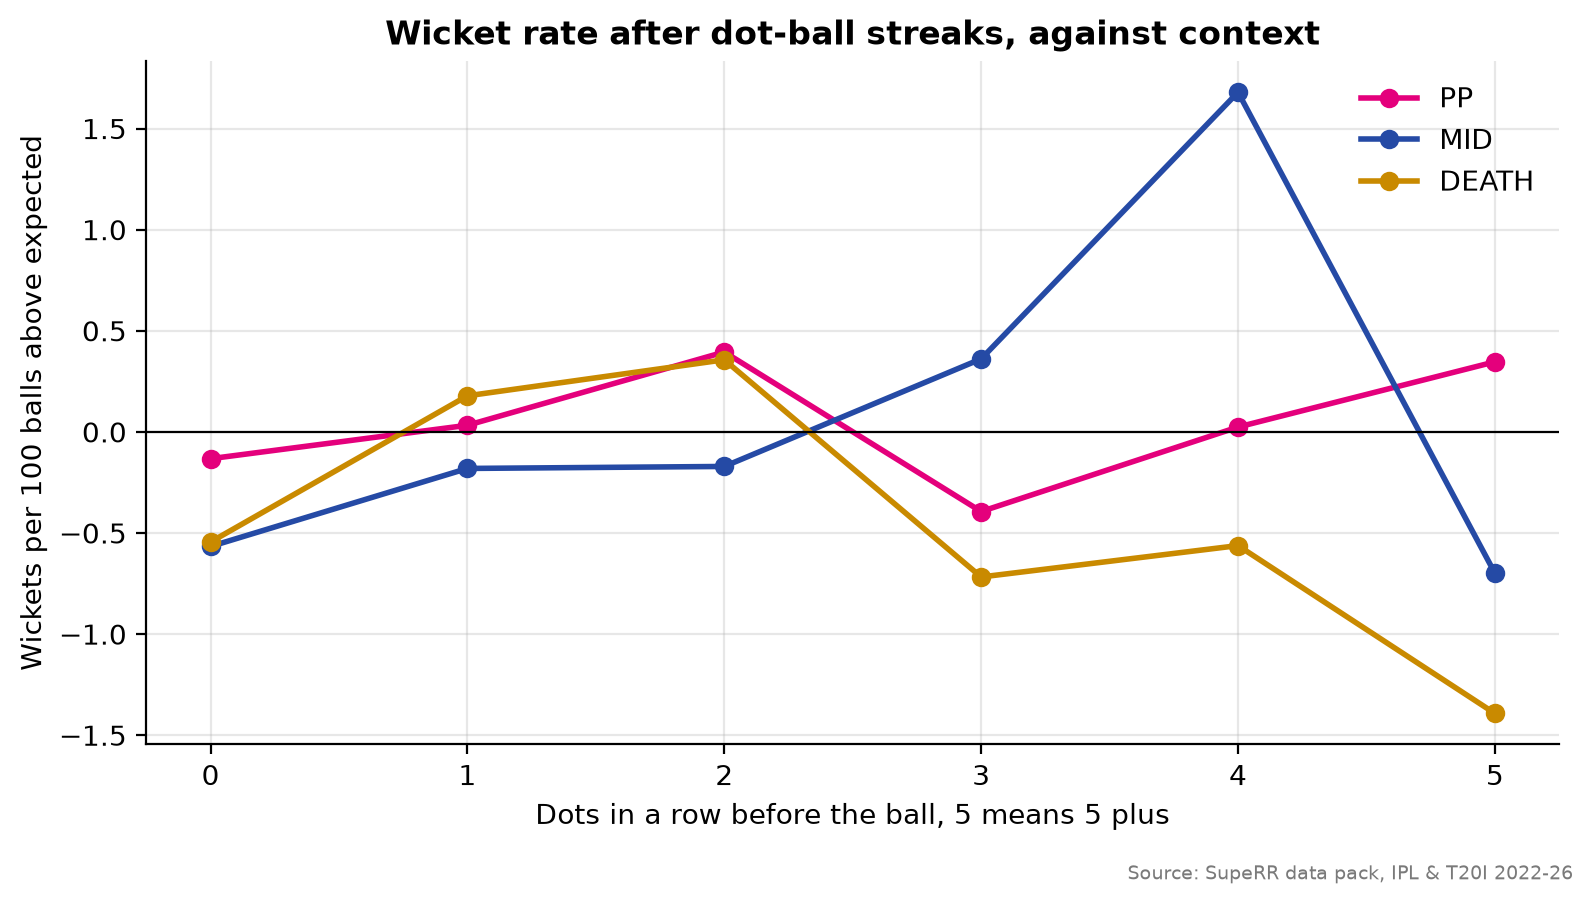 Wicket rate after dot-ball streaks, against context
Wickets per 100 balls above expected
1.5
1.0
0.5
0.0
−0.5
−1.0
−1.5
PP
MID
DEATH
0 1 2 3 4 5
Dots in a row before the ball, 5 means 5 plus
Source: SupeRR data pack, IPL & T20I 2022-26